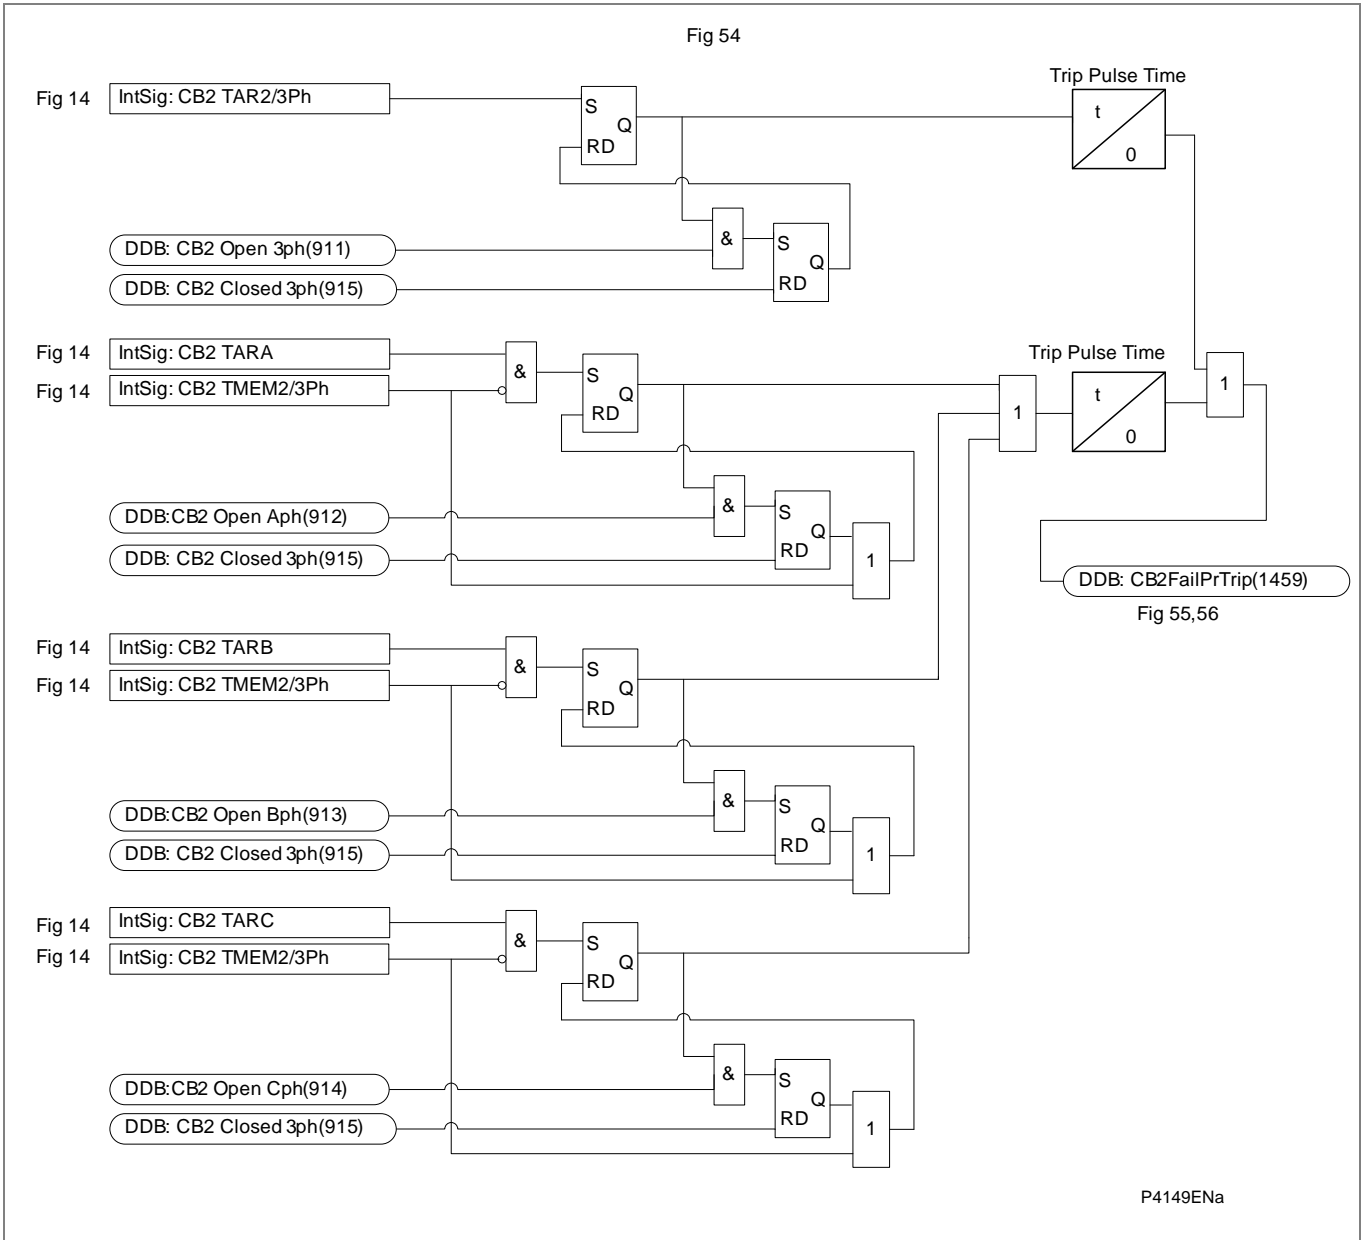 Fig 54
Trip Pulse Time
Fig 14 IntSig: CB2 TAR2/3Ph
S
Q
RD
t
0
DDB: CB2 Open 3ph(911)
&
S
Q
RD
DDB: CB2 Closed 3ph(915)
Fig 14 IntSig: CB2 TARA
Fig 14 IntSig: CB2 TMEM2/3Ph
&
S
Q
RD
Trip Pulse Time
1
t
0
1
DDB:CB2 Open Aph(912)
&
S
Q
RD
1
DDB: CB2 Closed 3ph(915)
DDB: CB2FailPrTrip(1459)
Fig 55,56
Fig 14 IntSig: CB2 TARB
Fig 14 IntSig: CB2 TMEM2/3Ph
&
S
Q
RD
DDB:CB2 Open Bph(913)
&
S
Q
RD
1
DDB: CB2 Closed 3ph(915)
Fig 14 IntSig: CB2 TARC
Fig 14 IntSig: CB2 TMEM2/3Ph
&
S
Q
RD
DDB:CB2 Open Cph(914)
&
S
Q
RD
1
DDB: CB2 Closed 3ph(915)
P4149ENa